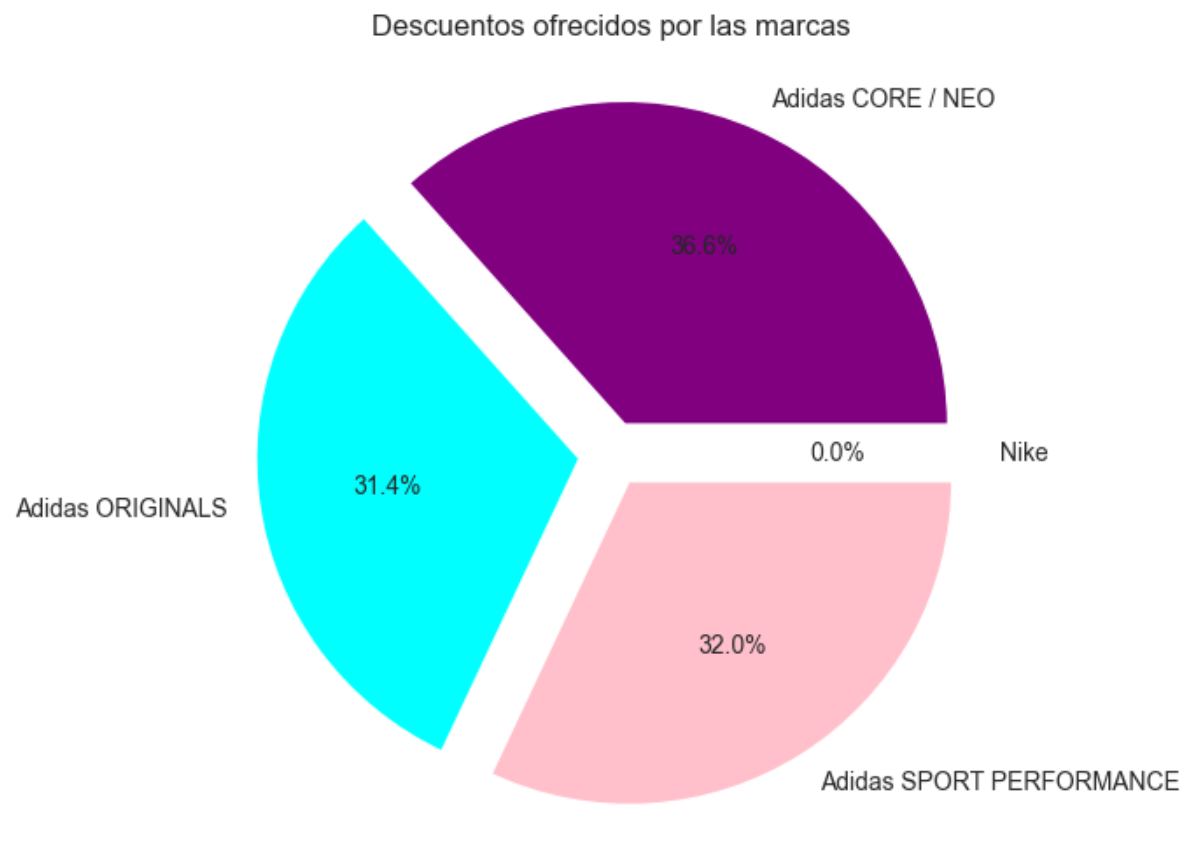 Descuentos ofrecidos por las marcas
Adidas CORE / NEO
36.6%
0.0%
Nike
31.4%
Adidas ORIGINALS
32.0%
Adidas SPORT PERFORMANCE